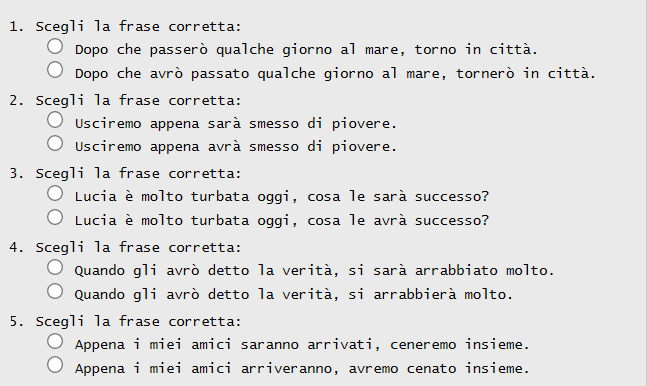 1. Scegli la frase corretta:
Dopo che passerò qualche giorno al mare, torno in città.
Dopo che avrò passato qualche giorno al mare, tornerò in città.
2. Scegli la frase corretta:
Usciremo appena sarà smesso di piovere.
Usciremo appena avrà smesso di piovere.
3. Scegli la frase corretta:
Lucia è molto turbata oggi, cosa le sarà successo?
Lucia è molto turbata oggi, cosa le avrà successo?
4. Scegli la frase corretta:
Quando gli avrò detto la verità, si sarà arrabbiato molto.
Quando gli avrò detto la verità, si arrabbierà molto.
5. Scegli la frase corretta:
Appena i miei amici saranno arrivati, ceneremo insieme.
Appena i miei amici arriveranno, avremo cenato insieme.